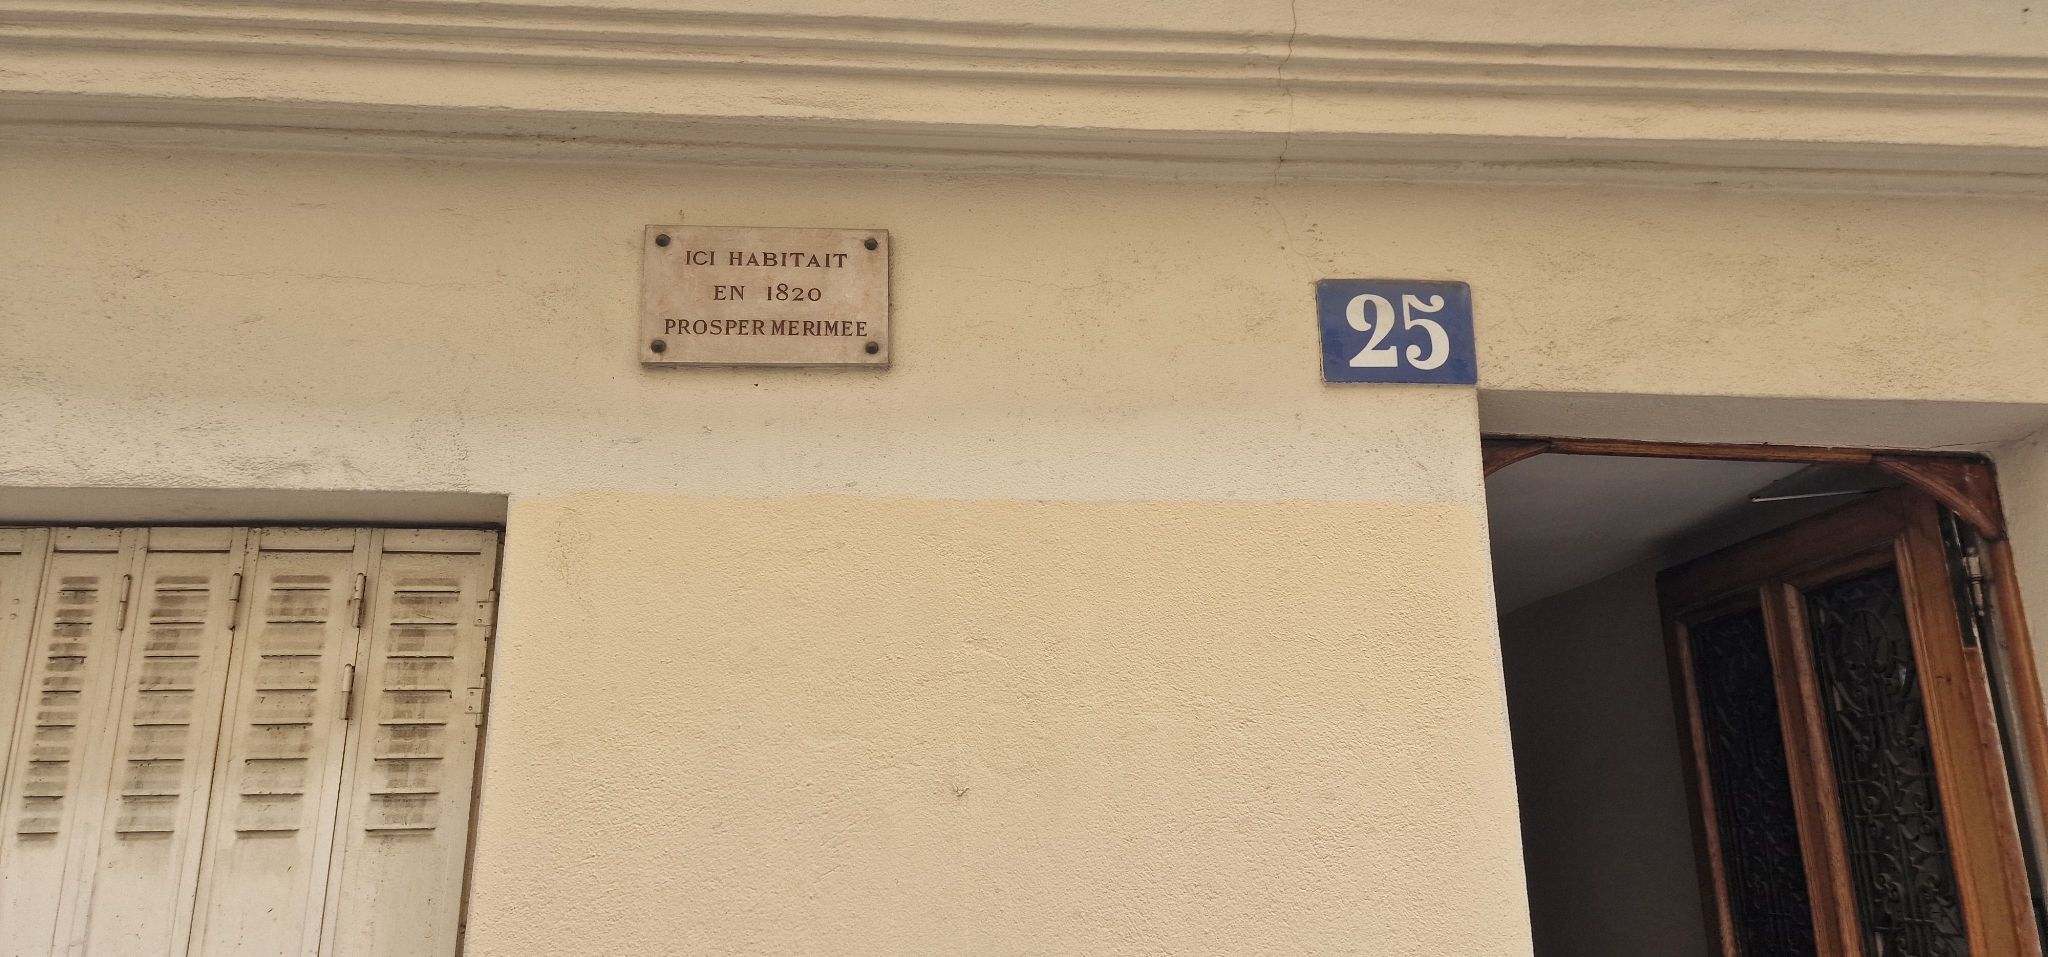 ICI HABITAIT
EN 1820
PROSPER MERIMEE
25